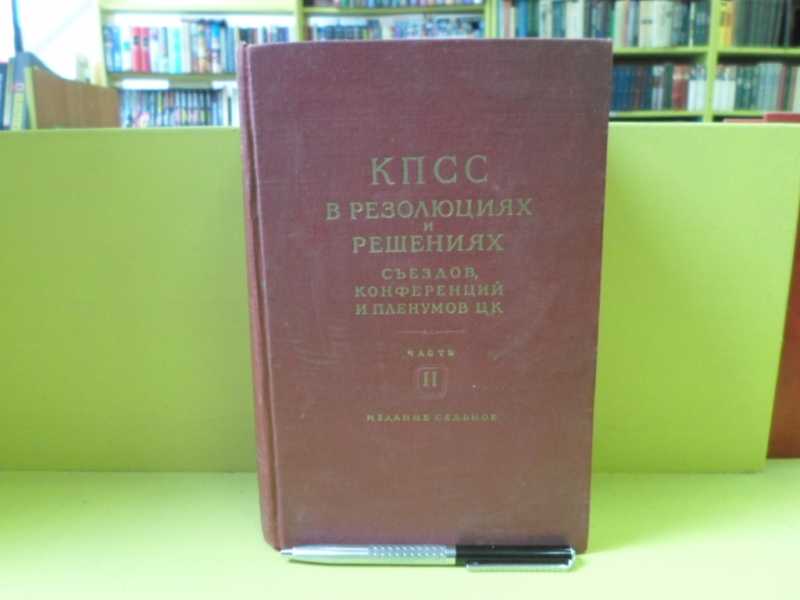 КПСС
В РЕЗОЛЮЦИЯХ
И
РЕШЕНИЯХ
СЪЕЗДОВ,
КОНФЕРЕНЦИЙ
И ПЛЕНУМОВ ЦК
ЧАСТЬ
II
ИЗДАНИЕ СЕДЬМОЕ